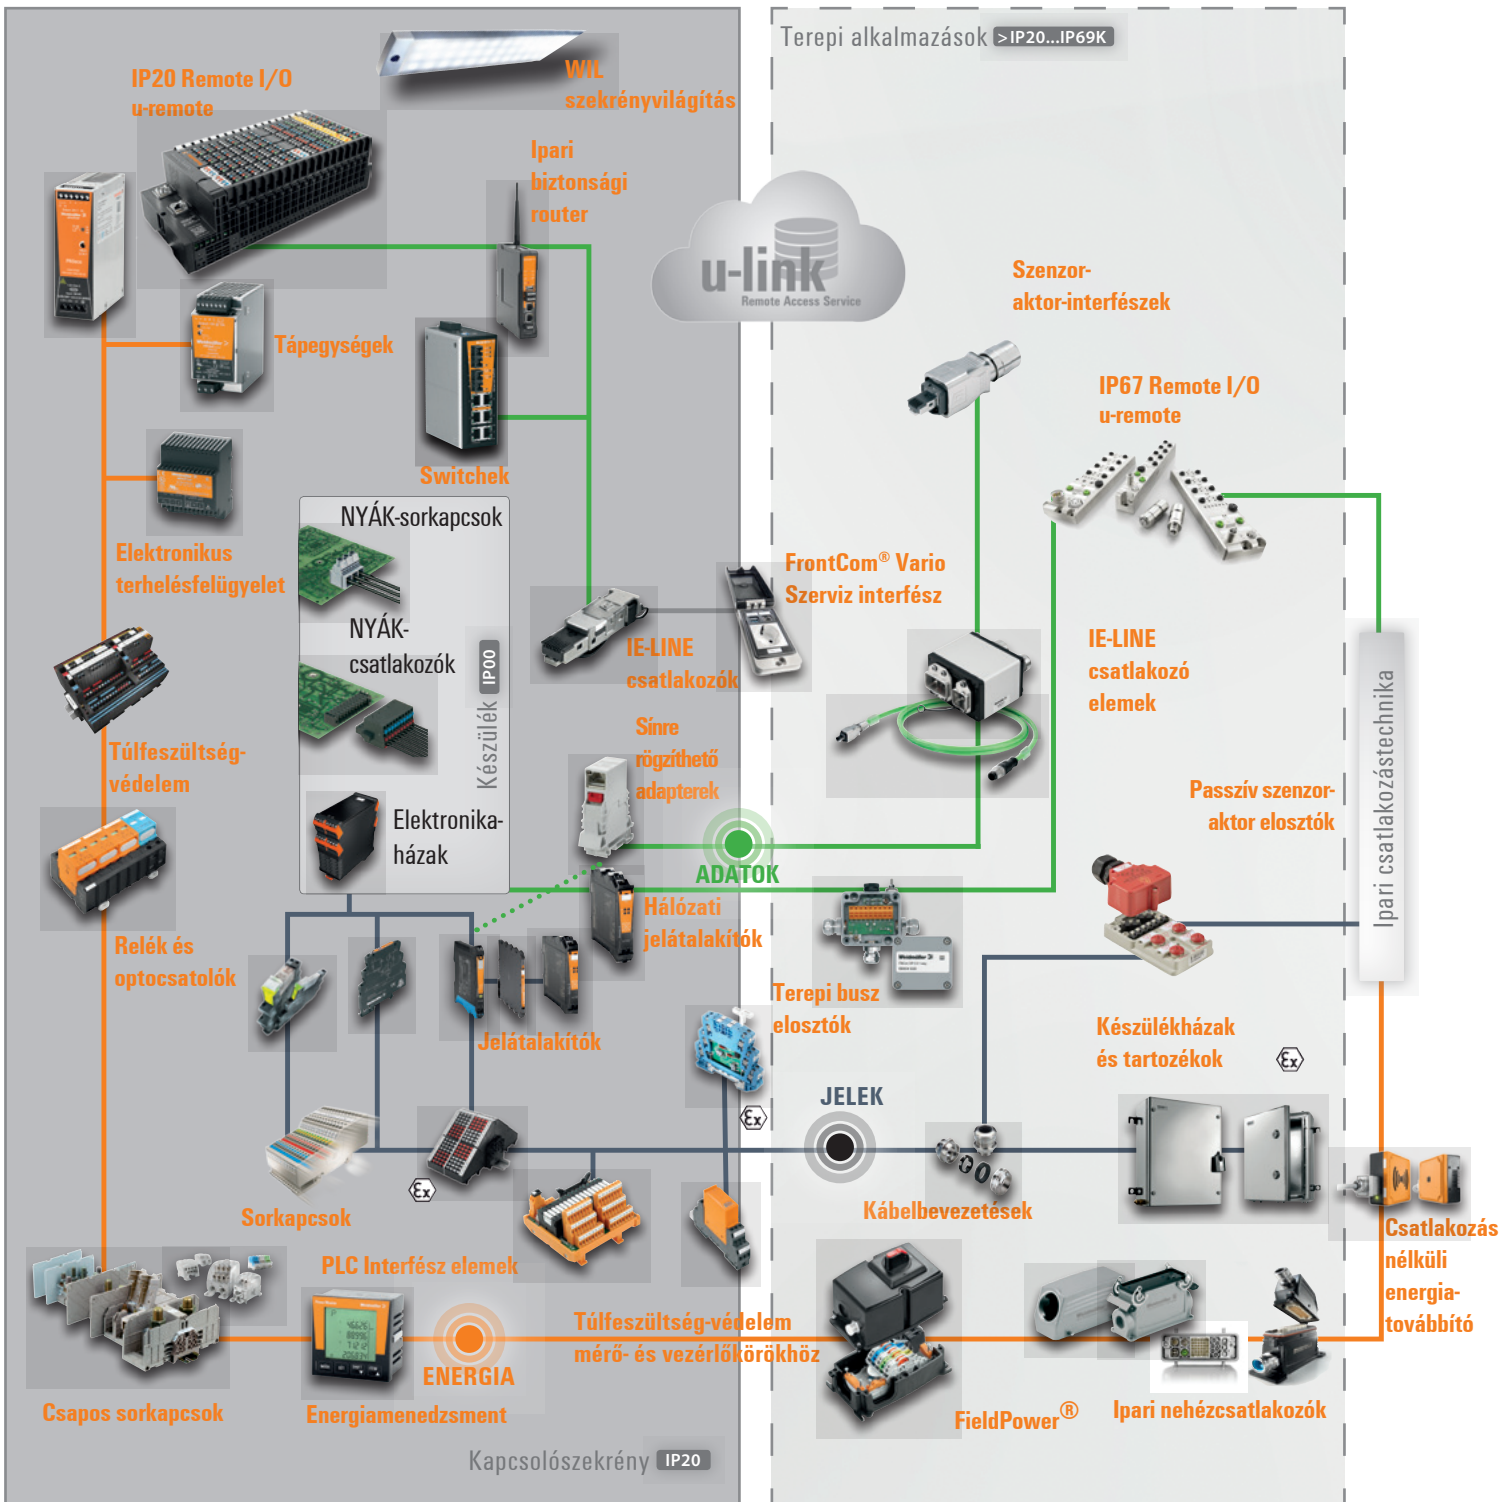 Terepi alkalmazások >IP20...IP69K
WIL
szekrényvilágítás
IP20 Remote I/O
u-remote
Ipari
biztonsági
router
u-link
Remote Access Service
Szenzor-
aktor-interfészek
Tápegységek
IP67 Remote I/O
u-remote
Switchek
NYÁK-sorkapcsok
Elektronikus
terhelésfelügyelet
FrontCom® Vario
Szerviz interfész
NYÁK-
csatlakozók
IP00
Készülék
IE-LINE
csatlakozók
IE-LINE
csatlakozó
elemek
Ipari csatlakozástechnika
Sínre
rögzíthető
adapterek
Túlfeszültség-
védelem
Passzív szenzor-
aktor elosztók
Elektronika-
házak
ADATOK
Hálózati
jelátalakítók
Relék és
optocsatolók
Terepi busz
elosztók
Jelátalakítók
Készülékházak
és tartozékok
Ex
JELEK
Ex
Ex
Sorkapcsok
Kábelbevezetések
PLC Interfész elemek
Csatlakozás
nélküli
energia-
továbbító
Túlfeszültség-védelem
mérő- és vezérlőkörökhöz
ENERGIA
Csapos sorkapcsok
Energiamenedzsment
FieldPower®
Ipari nehézcsatlakozók
Kapcsolószekrény IP20